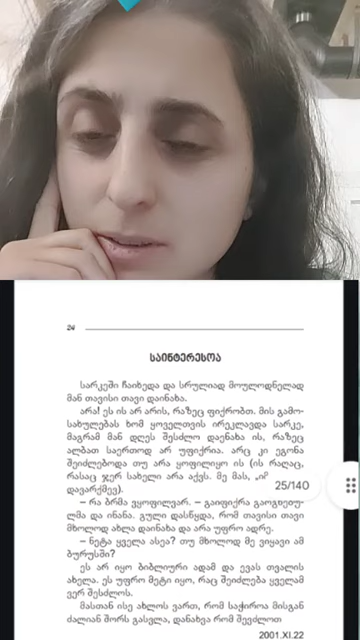 24
საინტერესოა
სარკეში ჩაიხედა და სრულიად მოულოდნელად
მან თავისი თავი დაინახა.
არა! ეს ის არ არის, რაზეც ფიქრობთ. მის გამო-
სახულებას ხომ ყოველთვის ირეკლავდა სარკე,
მაგრამ მან დღეს შესძლო დაენახა ის, რაზეც
ალბათ საერთოდ არ უფიქრია. არც კი ეგონა
შეიძლებოდა თუ არა ყოფილიყო ის (ის რაღაც,
რასაც ჯერ სახელი არა აქვს. მე მას, „ი
დავარქმევ).
25/140
– რა ბრმა ვყოფილვარ. – გაიფიქრა გაოგნეთუ-
ლმა და ინანა. გული დასწყდა, რომ თავისი თავი
მხოლოდ ახლა დაინახა და არა უფრო ადრე.
– ნეტა ყველა ასეა? თუ მხოლოდ მე ვიყავი ამ
ბურუსში?
ეს არ იყო ბიბლიური ადამ და ევას თვალის
ახელა. ეს უფრო მეტი იყო, რაც შეიძლება ყველამ
ვერ შესძლოს.
მასთან ისე ახლოს ვართ, რომ საჭიროა მისგან
ძალიან შორს გასვლა, დანახვა რომ შევძლოთ
2001.XI.22